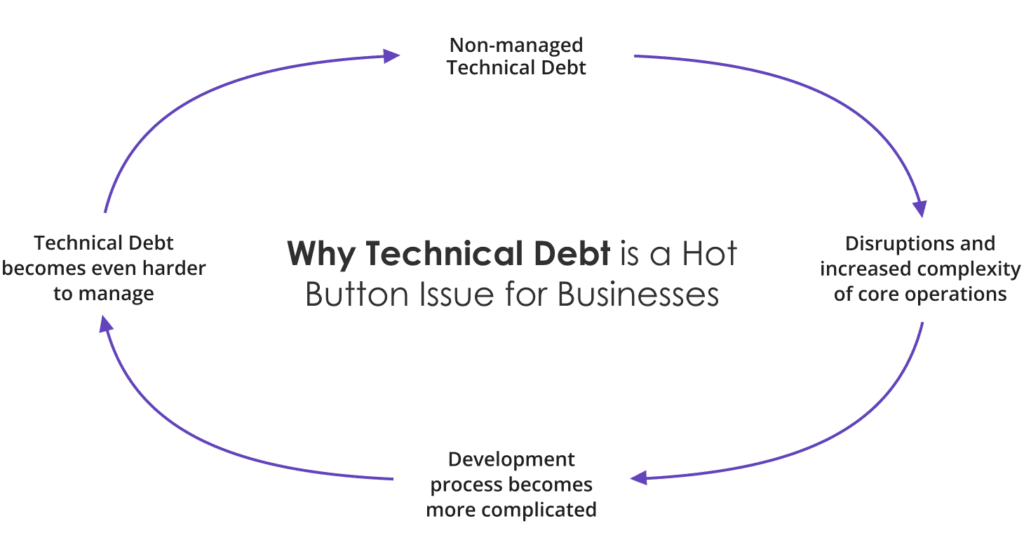 Non-managed
Technical Debt
Technical Debt
becomes even harder
to manage
Why Technical Debt is a Hot
Button Issue for Businesses
Disruptions and
increased complexity
of core operations
Development
process becomes
more complicated